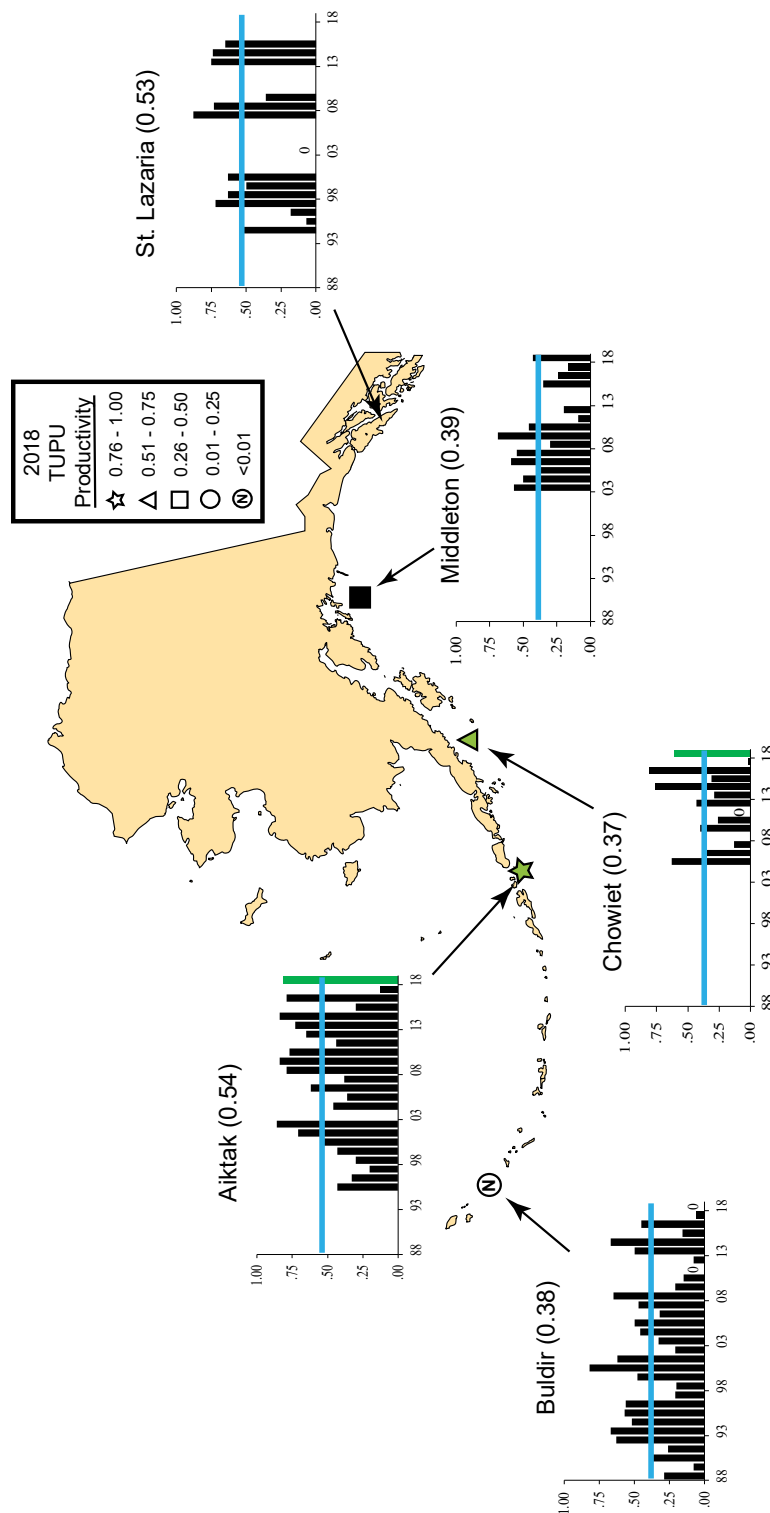 2018
TUPU
Productivity
0.76 - 1.00
0.51 - 0.75
0.26 - 0.50
0.01 - 0.25
N <0.01
St. Lazaria (0.53)
1.00
.75
.50
.25
.00
0
88 93 98 03 08 13 18
Middleton (0.39)
1.00
.75
.50
.25
.00
88 93 98 03 08 13 18
Aiktak (0.54)
1.00
.75
.50
.25
.00
88 93 98 03 08 13 18
Chowiet (0.37)
1.00
.75
.50
.25
.00
0
88 93 98 03 08 13 18
N
Buldir (0.38)
1.00
.75
.50
.25
.00
0 0
88 93 98 03 08 13 18